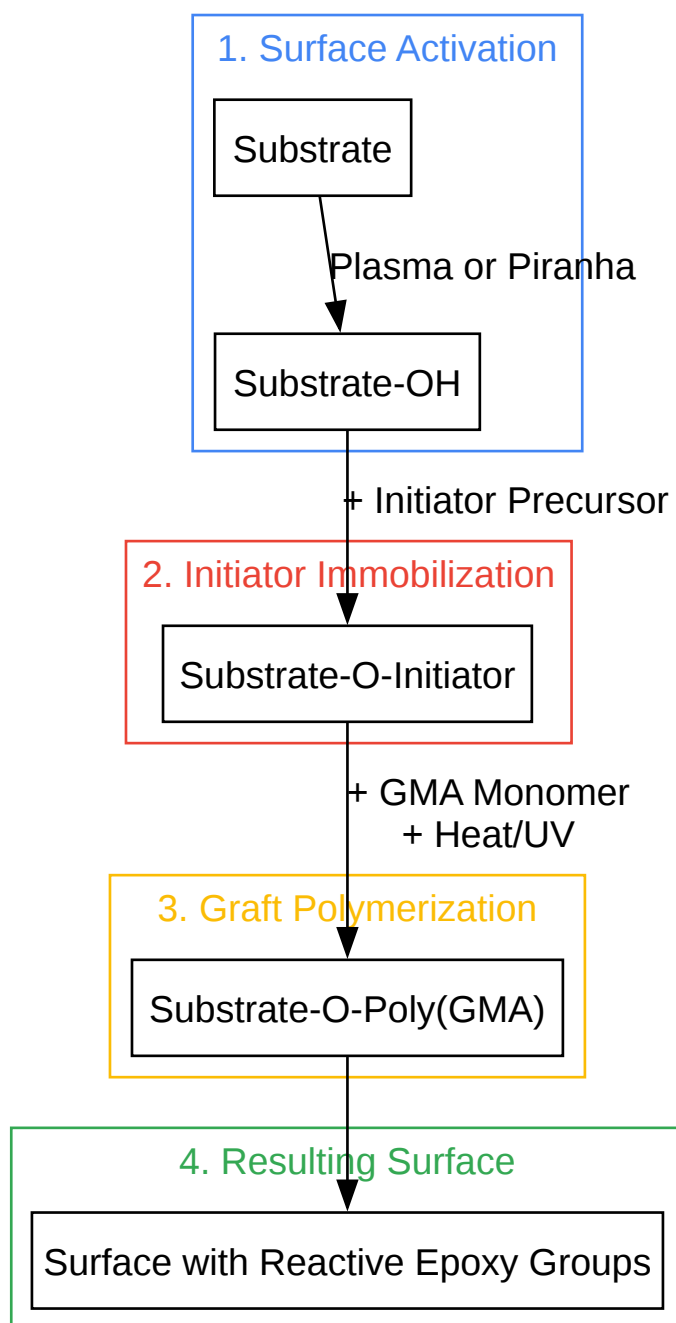 1. Surface Activation
Substrate
Plasma or Piranha
Substrate-OH
+ Initiator Precursor
2. Initiator Immobilization
Substrate-O-Initiator
+ GMA Monomer
+ Heat/UV
3. Graft Polymerization
Substrate-O-Poly(GMA)
4. Resulting Surface
Surface with Reactive Epoxy Groups